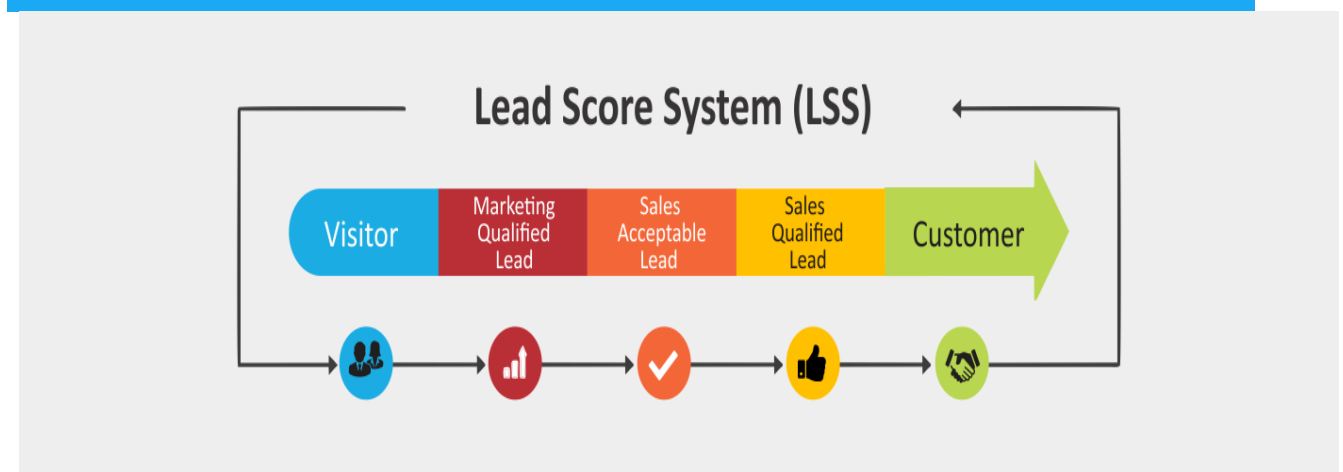 Lead Score System (LSS)
Visitor
Marketing
Qualified
Lead
Sales
Acceptable
Lead
Sales
Qualified
Lead
Customer